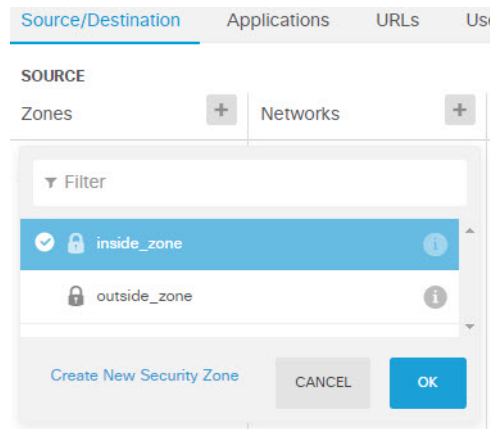 Source/Destination Applications URLs
SOURCE
Zones + Networks +
Filter
inside_zone i
outside_zone i
Create New Security Zone CANCEL OK